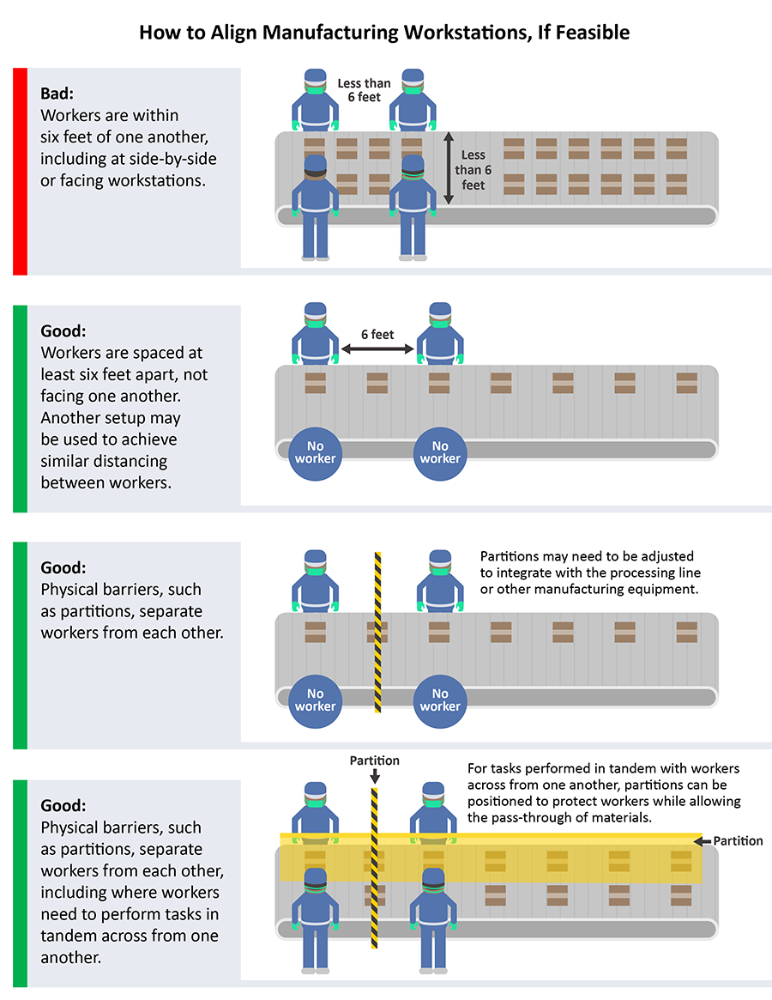 How to Align Manufacturing Workstations, If Feasible
Bad:
Workers are within
six feet of one another,
including at side-by-side
or facing workstations.
Less than
6 feet
Less
than 6
feet
Good:
Workers are spaced at
least six feet apart, not
facing one another.
Another setup may
be used to achieve
similar distancing
between workers.
6 feet
No
worker
No
worker
Good:
Physical barriers, such
as partitions, separate
workers from each other.
Partitions may need to be adjusted
to integrate with the processing line
or other manufacturing equipment.
No
worker
No
worker
Good:
Physical barriers, such
as partitions, separate
workers from each other,
including where workers
need to perform tasks in
tandem across from one
another.
Partition
For tasks performed in tandem with workers
across from one another, partitions can be
positioned to protect workers while allowing
the pass-through of materials.
Partition